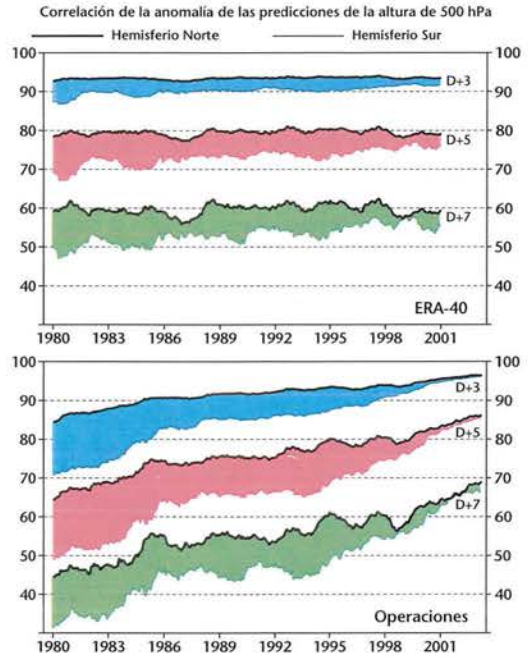 Correlación de la anomalía de las predicciones de la altura de 500 hPa
Hemisferio Norte Hemisferio Sur
100 100
90 90
D+3
80 80
D+5
70 70
60 60
D+7
50 50
40 40
ERA-40
1980 1983 1986 1989 1992 1995 1998 2001
100 100
D+3
90 90
D+5
80 80
70 70
D+7
60 60
50 50
40 40
Operaciones
1980 1983 1986 1989 1992 1995 1998 2001